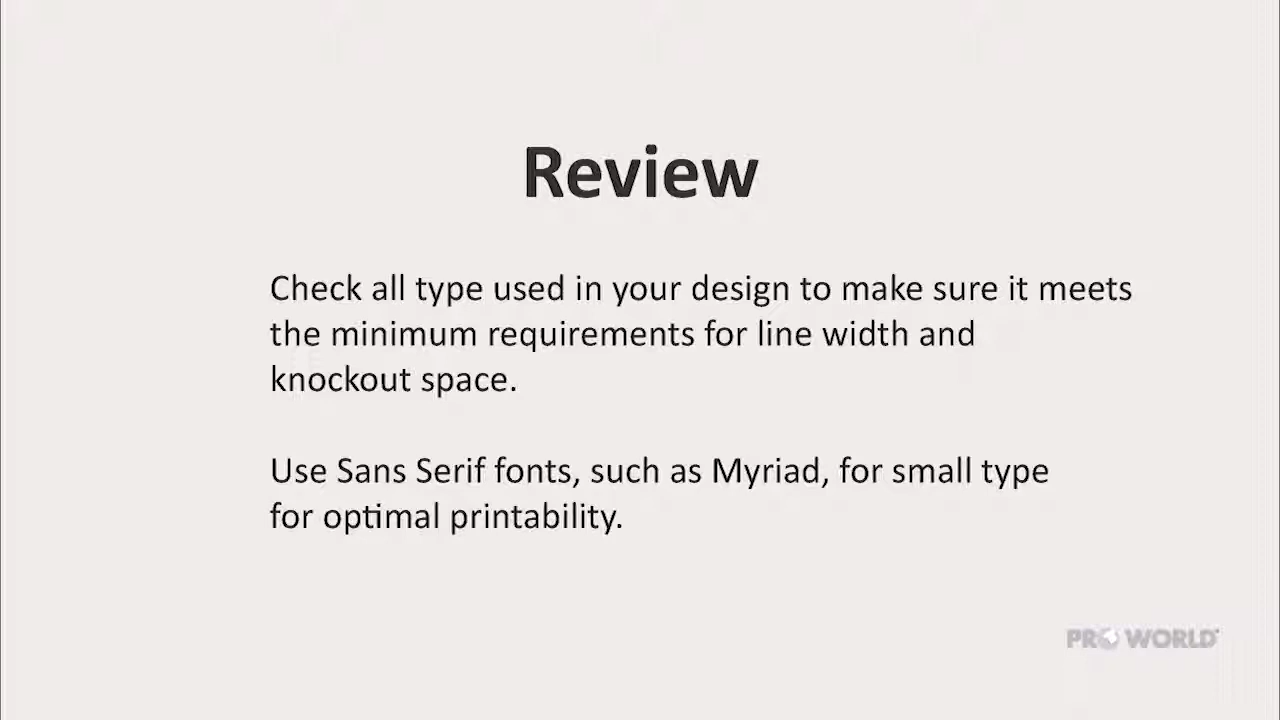 Review
Check all type used in your design to make sure it meets
the minimum requirements for line width and
knockout space.
Use Sans Serif fonts, such as Myriad, for small type
for optimal printability.
PRO WORLD